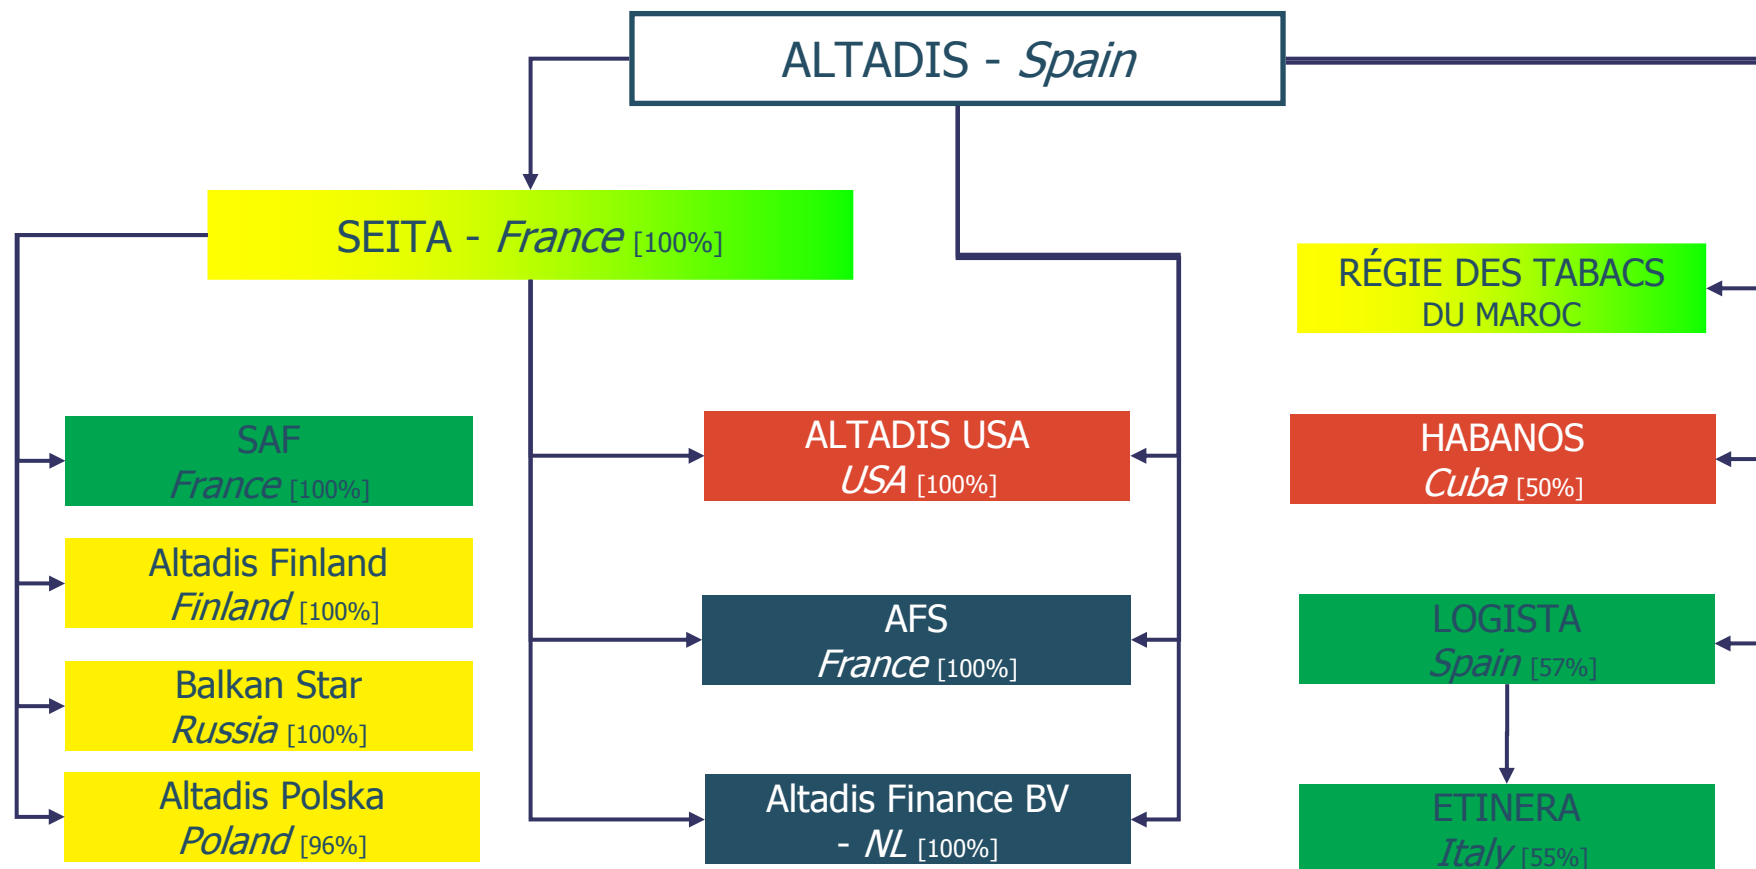 ALTADIS - Spain
SEITA - France [100%]
RÉGIE DES TABACS
DU MAROC
SAF
France [100%]
Altadis Finland
Finland [100%]
Balkan Star
Russia [100%]
Altadis Polska
Poland [96%]
ALTADIS USA
USA [100%]
AFS
France [100%]
Altadis Finance BV
- NL [100%]
HABANOS
Cuba [50%]
LOGISTA
Spain [57%]
ETINERA
Italy [55%]